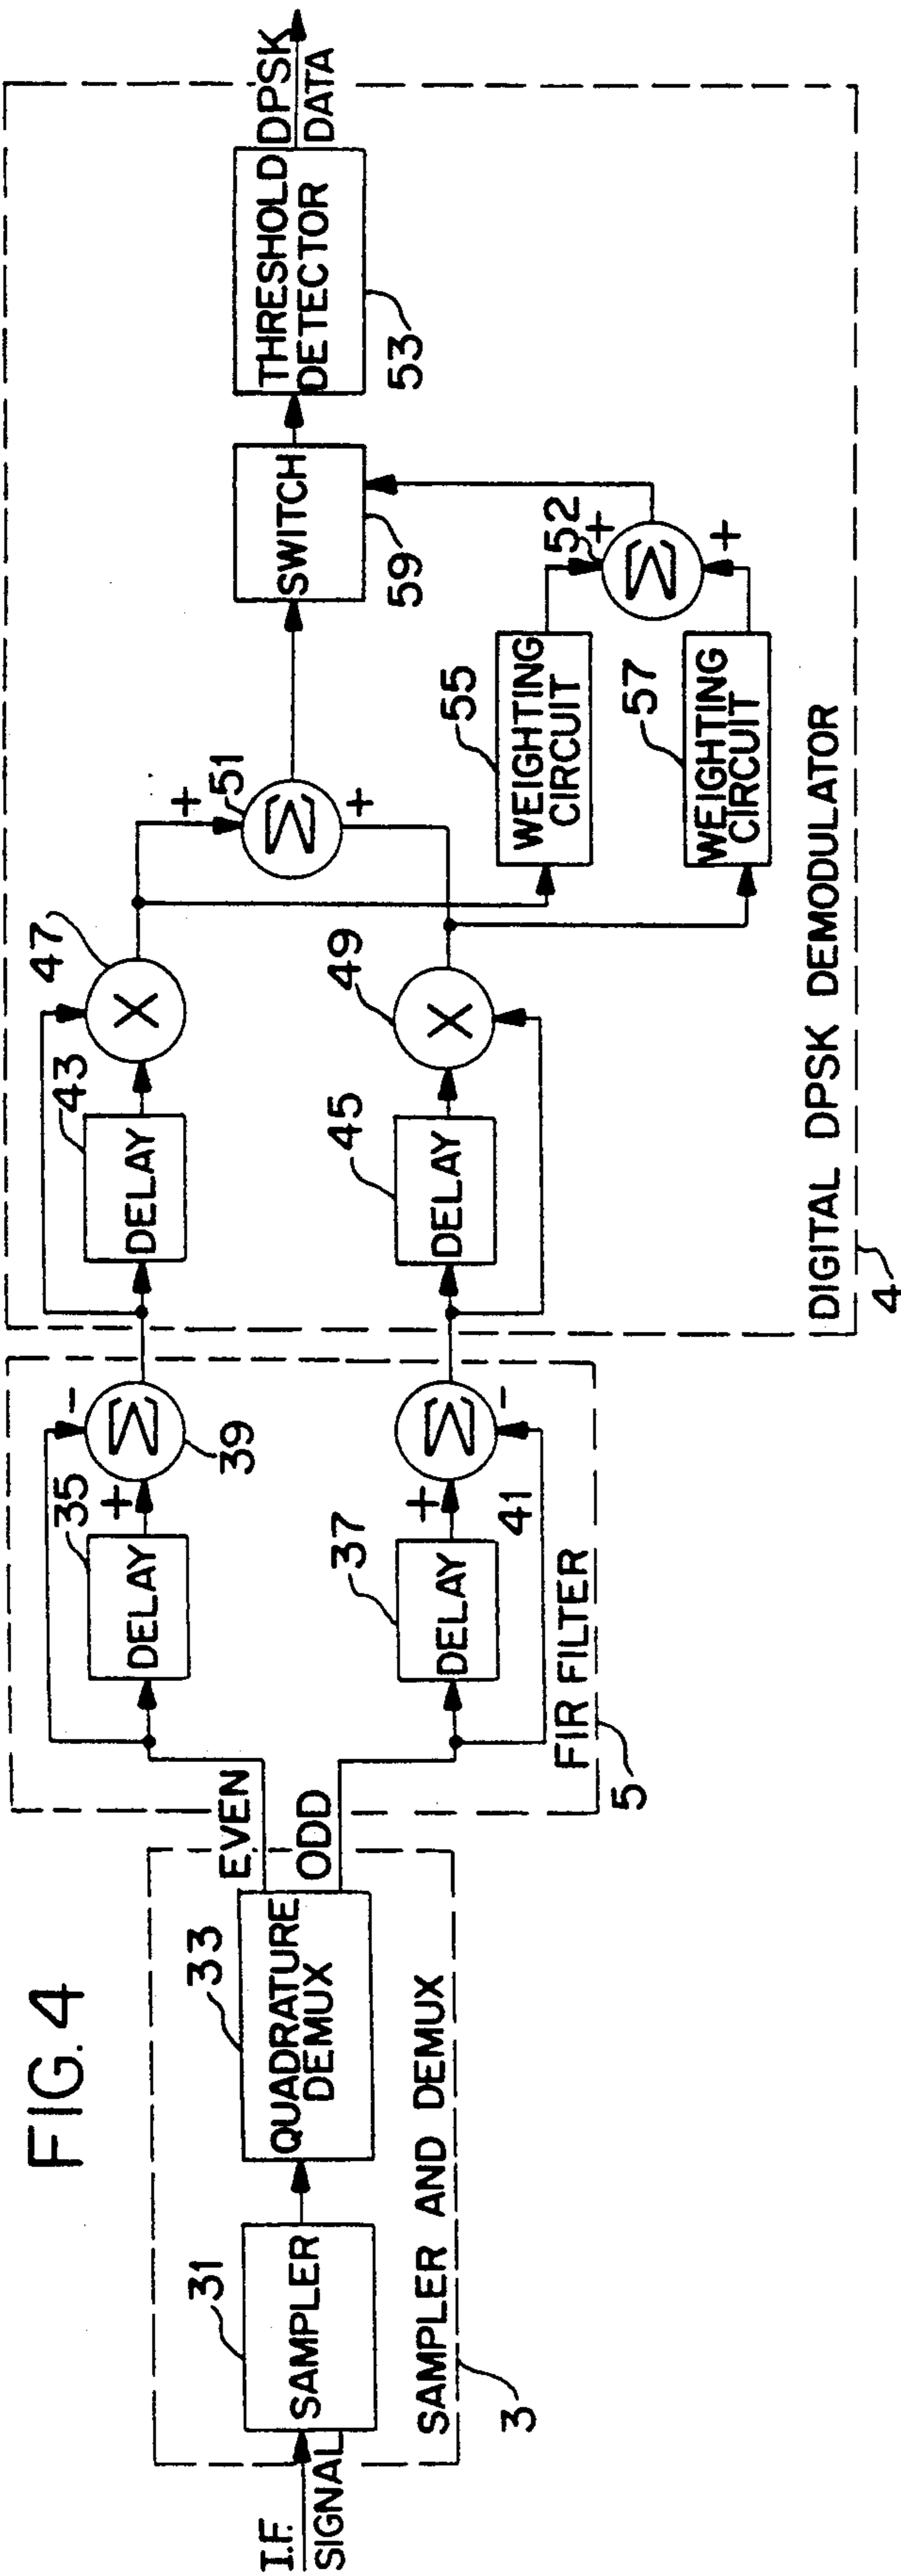 FIG. 4
I.F.
SIGNAL
31
SAMPLER
33
QUADRATURE
DEMUX
SAMPLER AND DEMUX
3
EVEN
ODD
35
DELAY
+
-
39
37
DELAY
+
-
41
FIR FILTER
5
43
DELAY
47
X
45
DELAY
49
X
+
Σ
51
+
55
WEIGHTING
CIRCUIT
57
WEIGHTING
CIRCUIT
52
+
Σ
+
SWITCH
59
THRESHOLD
DETECTOR
53
DPSK
DATA
DIGITAL DPSK DEMODULATOR
4
Σ
Σ